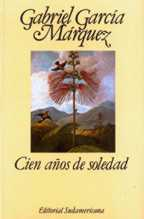 Gabriel García
Márquez
Cien años de soledad
Editorial Sudamericana